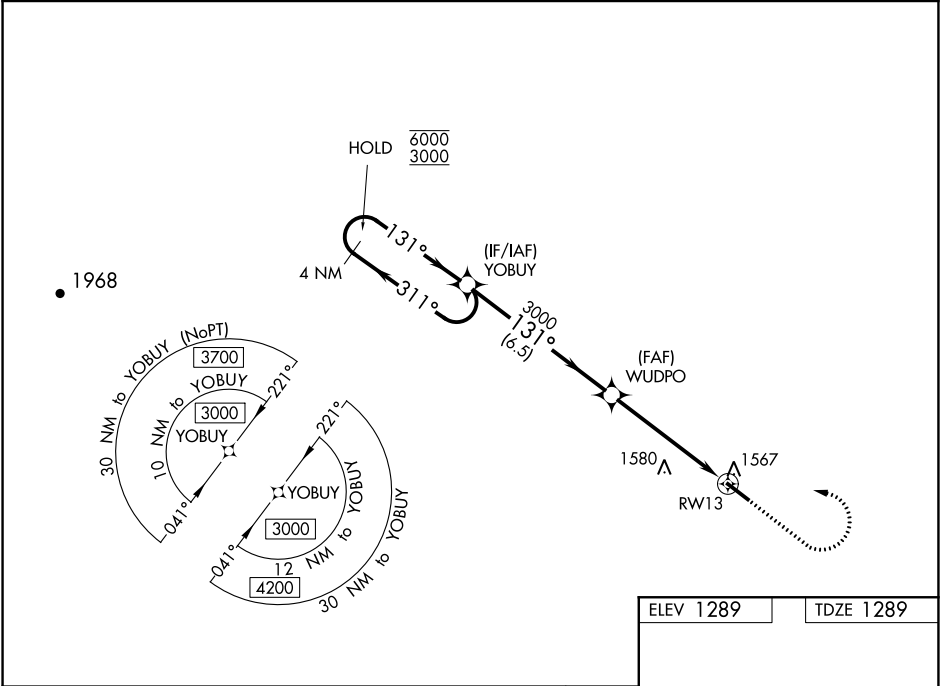 HOLD 6000
3000
131°
4 NM
311°
(IF/IAF)
YOBUY
3000
131°
(6.5)
(FAF)
WUDPO
1968
1580
1567
RW13
30 NM to YOBUY (NoPT)
3700
221°
10 NM to YOBUY
3000
YOBUY
041°
221°
YOBUY
041°
3000
12 NM to YOBUY
4200
30 NM to YOBUY
ELEV 1289
TDZE 1289